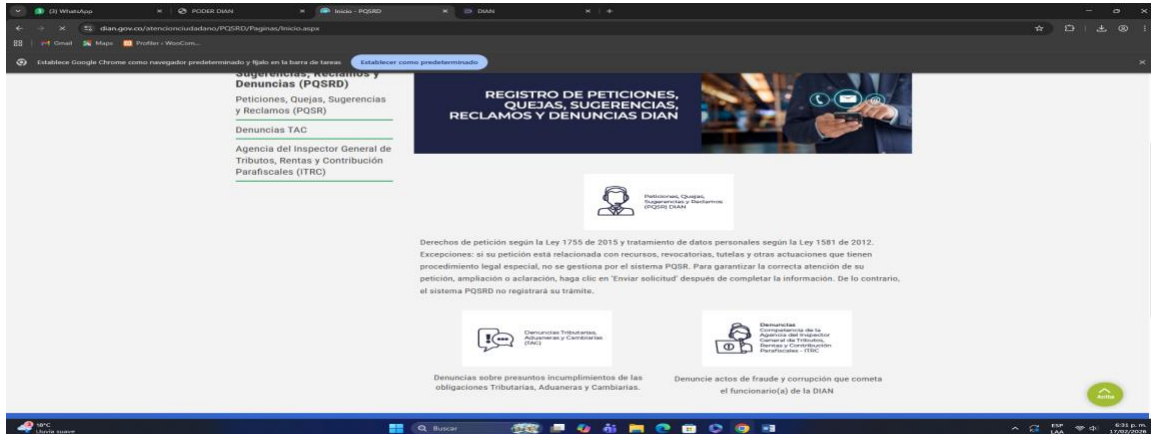 (3) WhatsApp
PODER DIAN
Inicio - PQSRD
DIAN
dian.gov.co/atencionciudadano/PQSRD/Paginas/Inicio.aspx
Gmail
Maps
Profiler ‹ WooCom...
Establece Google Chrome como navegador predeterminado y fíjalo en la barra de tareas
Establecer como predeterminado
Sugerencias, Reclamos y
Denuncias (PQSRD)
Peticiones, Quejas, Sugerencias
y Reclamos (PQSR)
Denuncias TAC
Agencia del Inspector General de
Tributos, Rentas y Contribución
Parafiscales (ITRC)
REGISTRO DE PETICIONES,
QUEJAS, SUGERENCIAS,
RECLAMOS Y DENUNCIAS DIAN
Peticiones, Quejas,
Sugerencias y Reclamos
(PQSR) DIAN
Derechos de petición según la Ley 1755 de 2015 y tratamiento de datos personales según la Ley 1581 de 2012.
Excepciones: si su petición está relacionada con recursos, revocatorias, tutelas y otras actuaciones que tienen
procedimiento legal especial, no se gestiona por el sistema PQSR. Para garantizar la correcta atención de su
petición, ampliación o aclaración, haga clic en 'Enviar solicitud' después de completar la información. De lo contrario,
el sistema PQSRD no registrará su trámite.
Denuncias Tributarias,
Aduaneras y Cambiarias
(TAC)
Denuncias
Competencia de la
Agencia del Inspector
General de Tributos,
Rentas y Contribución
Parafiscales - ITRC
Denuncias sobre presuntos incumplimientos de las
obligaciones Tributarias, Aduaneras y Cambiarias.
Denuncie actos de fraude y corrupción que cometa
el funcionario(a) de la DIAN
Arriba
18°C
Lluvia suave
Buscar
ESP
LAA
6:31 p. m.
17/02/2026